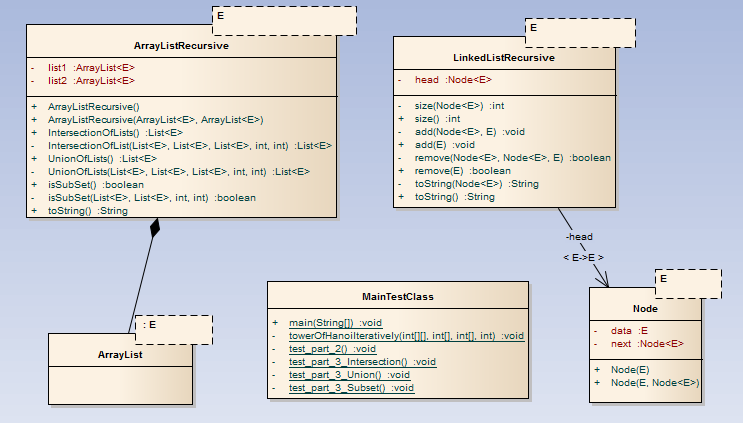 E
ArrayListRecursive
- list1 :ArrayList<E>
- list2 :ArrayList<E>
+ ArrayListRecursive()
+ ArrayListRecursive(ArrayList<E>, ArrayList<E>)
+ IntersectionOfLists() :List<E>
- IntersectionOfList(List<E>, List<E>, List<E>, int, int) :List<E>
+ UnionOfLists() :List<E>
- UnionOfLists(List<E>, List<E>, List<E>, int, int) :List<E>
+ isSubSet() :boolean
- isSubSet(List<E>, List<E>, int, int) :boolean
+ toString() :String
E
LinkedListRecursive
- head :Node<E>
- size(Node<E>) :int
+ size() :int
- add(Node<E>, E) :void
+ add(E) :void
- remove(Node<E>, Node<E>, E) :boolean
+ remove(E) :boolean
- toString(Node<E>) :String
+ toString() :String
-head
< E->E >
: E
ArrayList
MainTestClass
+ main(String[]) :void
- towerOfHanoiIteratively(int[][], int[], int[], int) :void
- test_part_2() :void
- test_part_3_Intersection() :void
- test_part_3_Union() :void
- test_part_3_Subset() :void
E
Node
- data :E
- next :Node<E>
+ Node(E)
+ Node(E, Node<E>)